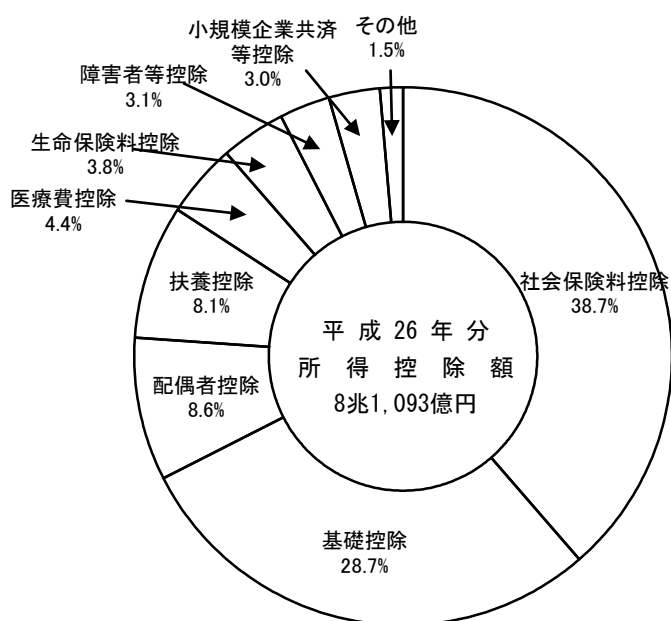 小規模企業共済
等控除
3.0%
その他
1.5%
障害者等控除
3.1%
生命保険料控除
3.8%
医療費控除
4.4%
扶養控除
8.1%
配偶者控除
8.6%
社会保険料控除
38.7%
平成26年分
所得控除額
8兆1,093億円
基礎控除
28.7%